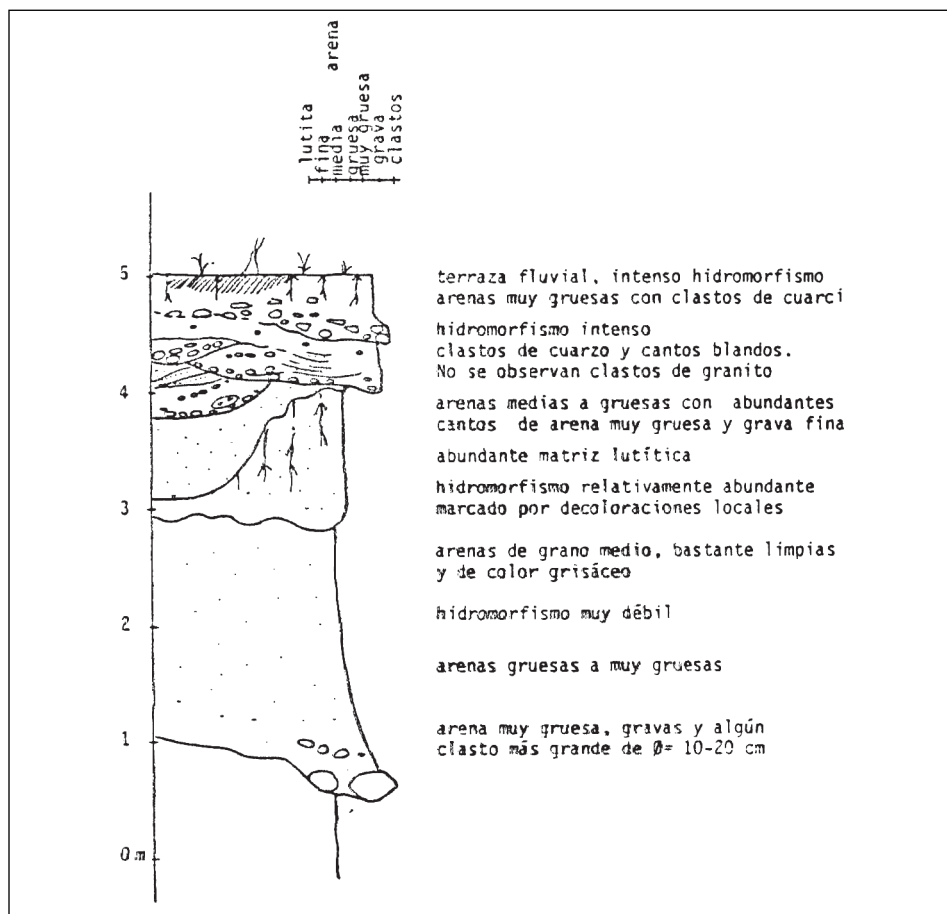 arena
lutita
fina
media
gruesa
muy gruesa
grava
clastos
5
4
3
2
1
0 m
terraza fluvial, intenso hidromorfismo
arenas muy gruesas con clastos de cuarci
hidromorfismo intenso
clastos de cuarzo y cantos blandos.
No se observan clastos de granito
arenas medias a gruesas con abundantes
cantos de arena muy gruesa y grava fina
abundante matriz lutítica
hidromorfismo relativamente abundante
marcado por decoloraciones locales
arenas de grano medio, bastante limpias
y de color grisáceo
hidromorfismo muy débil
arenas gruesas a muy gruesas
arena muy gruesa, gravas y algún
clasto más grande de Ø= 10-20 cm